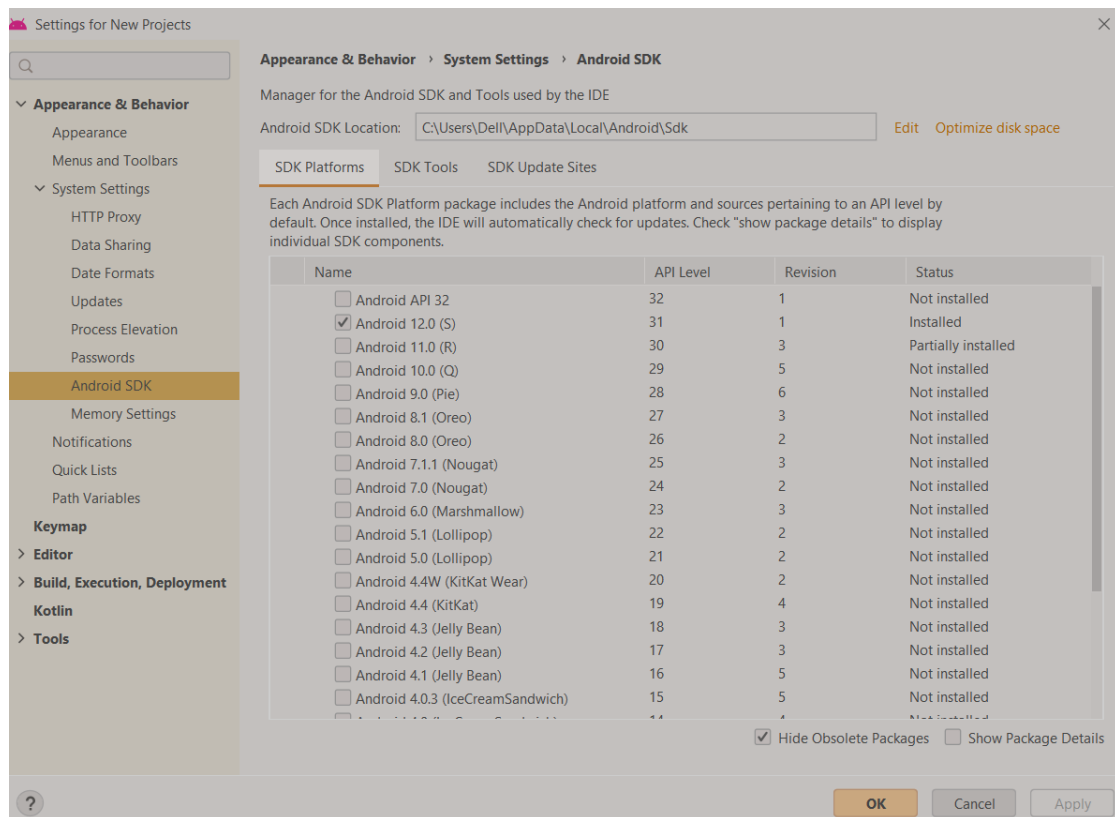 Settings for New Projects
Appearance & Behavior
Appearance
Menus and Toolbars
System Settings
HTTP Proxy
Data Sharing
Date Formats
Updates
Process Elevation
Passwords
Android SDK
Memory Settings
Notifications
Quick Lists
Path Variables
Keymap
Editor
Build, Execution, Deployment
Kotlin
Tools
Appearance & Behavior › System Settings › Android SDK
Manager for the Android SDK and Tools used by the IDE
Android SDK Location: C:\Users\Dell\AppData\Local\Android\Sdk Edit Optimize disk space
SDK Platforms SDK Tools SDK Update Sites
Each Android SDK Platform package includes the Android platform and sources pertaining to an API level by
default. Once installed, the IDE will automatically check for updates. Check "show package details" to display
individual SDK components.
Name API Level Revision Status
Android API 32 32 1 Not installed
Android 12.0 (S) 31 1 Installed
Android 11.0 (R) 30 3 Partially installed
Android 10.0 (Q) 29 5 Not installed
Android 9.0 (Pie) 28 6 Not installed
Android 8.1 (Oreo) 27 3 Not installed
Android 8.0 (Oreo) 26 2 Not installed
Android 7.1.1 (Nougat) 25 3 Not installed
Android 7.0 (Nougat) 24 2 Not installed
Android 6.0 (Marshmallow) 23 3 Not installed
Android 5.1 (Lollipop) 22 2 Not installed
Android 5.0 (Lollipop) 21 2 Not installed
Android 4.4W (KitKat Wear) 20 2 Not installed
Android 4.4 (KitKat) 19 4 Not installed
Android 4.3 (Jelly Bean) 18 3 Not installed
Android 4.2 (Jelly Bean) 17 3 Not installed
Android 4.1 (Jelly Bean) 16 5 Not installed
Android 4.0.3 (IceCreamSandwich) 15 5 Not installed
Hide Obsolete Packages Show Package Details
? OK Cancel Apply